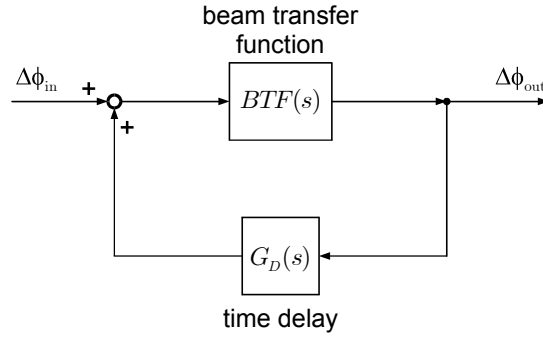 beam transfer
function
Δϕin
+
+
BTF(s)
Δϕout
GD(s)
time delay